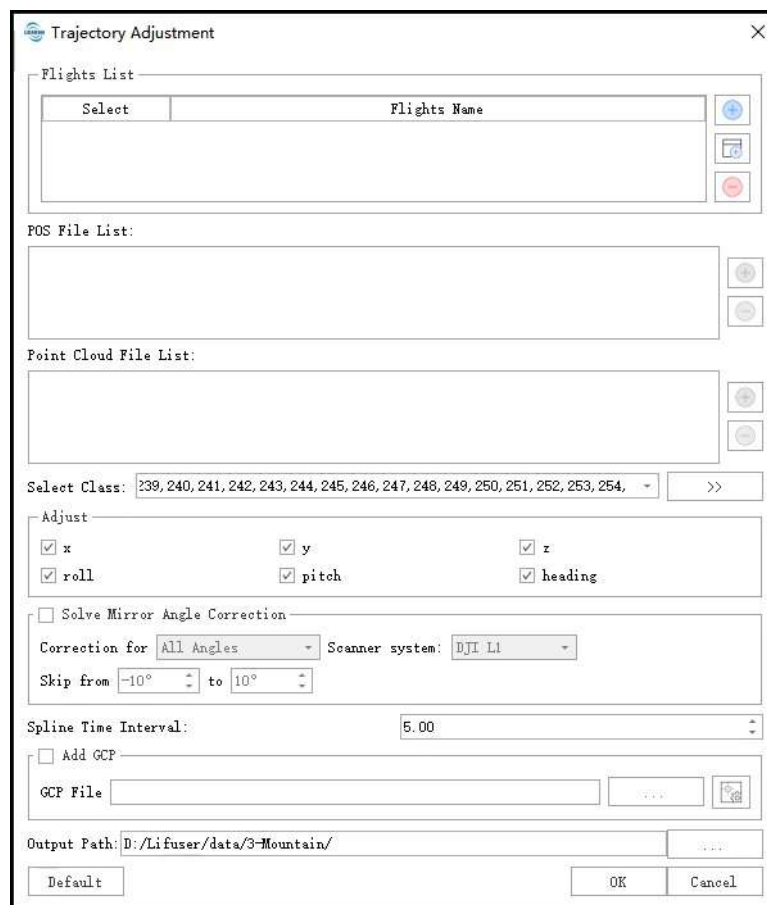 Trajectory Adjustment
Flights List
Select Flights Name
POS File List:
Point Cloud File List:
Select Class: 239, 240, 241, 242, 243, 244, 245, 246, 247, 248, 249, 250, 251, 252, 253, 254, >>
Adjust
x y z
roll pitch heading
Solve Mirror Angle Correction
Correction for All Angles Scanner system: DJI L1
Skip from -10° to 10°
Spline Time Interval: 5.00
Add GCP
GCP File ...
Output Path: D:/Lifuser/data/3-Mountain/ ...
Default OK Cancel